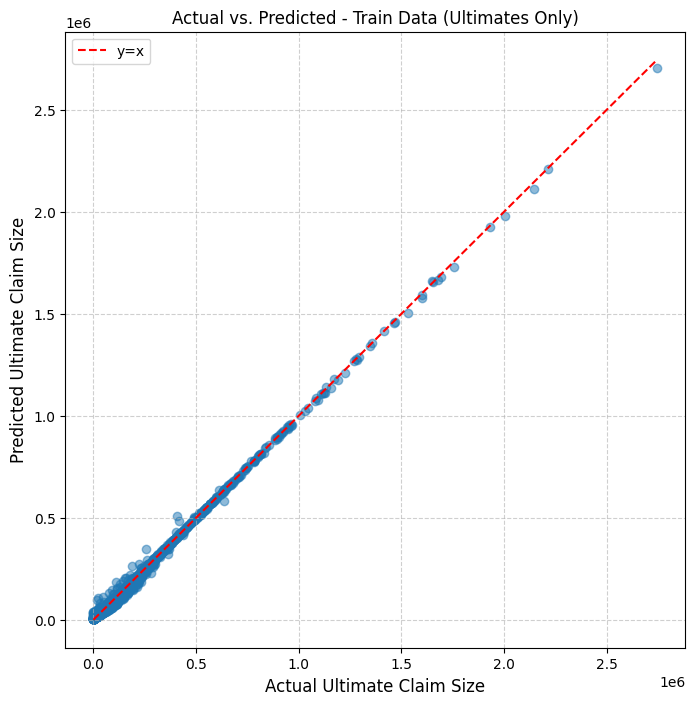 Actual vs. Predicted - Train Data (Ultimates Only)
1e6
y=x
2.5
2.0
1.5
1.0
0.5
0.0
Predicted Ultimate Claim Size
0.0 0.5 1.0 1.5 2.0 2.5
1e6
Actual Ultimate Claim Size